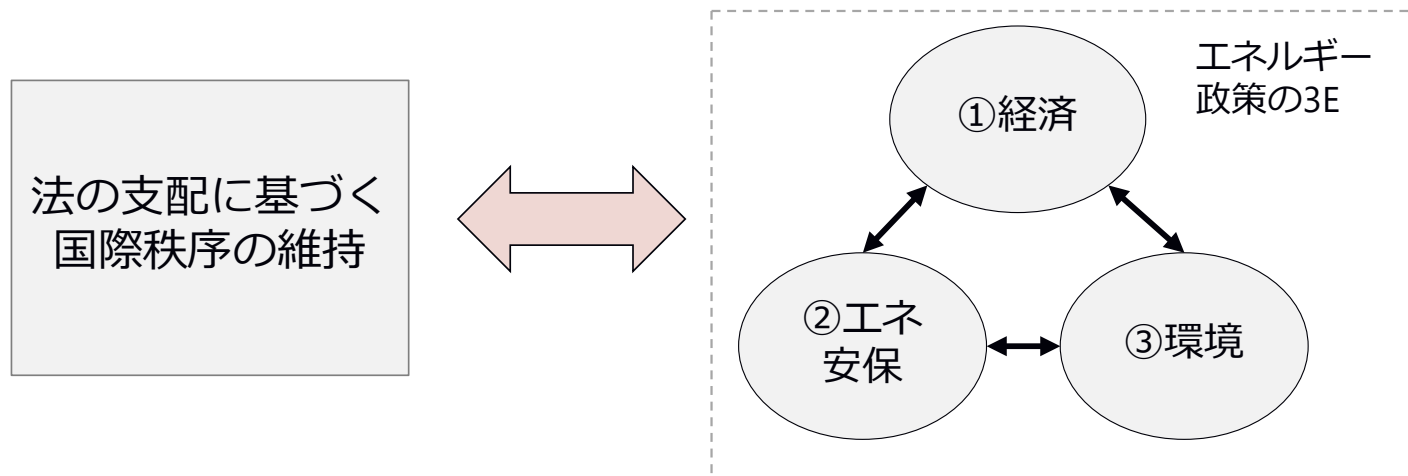 法の支配に基づく
国際秩序の維持
エネルギー
政策の3E
①経済
②エネ
安保
③環境